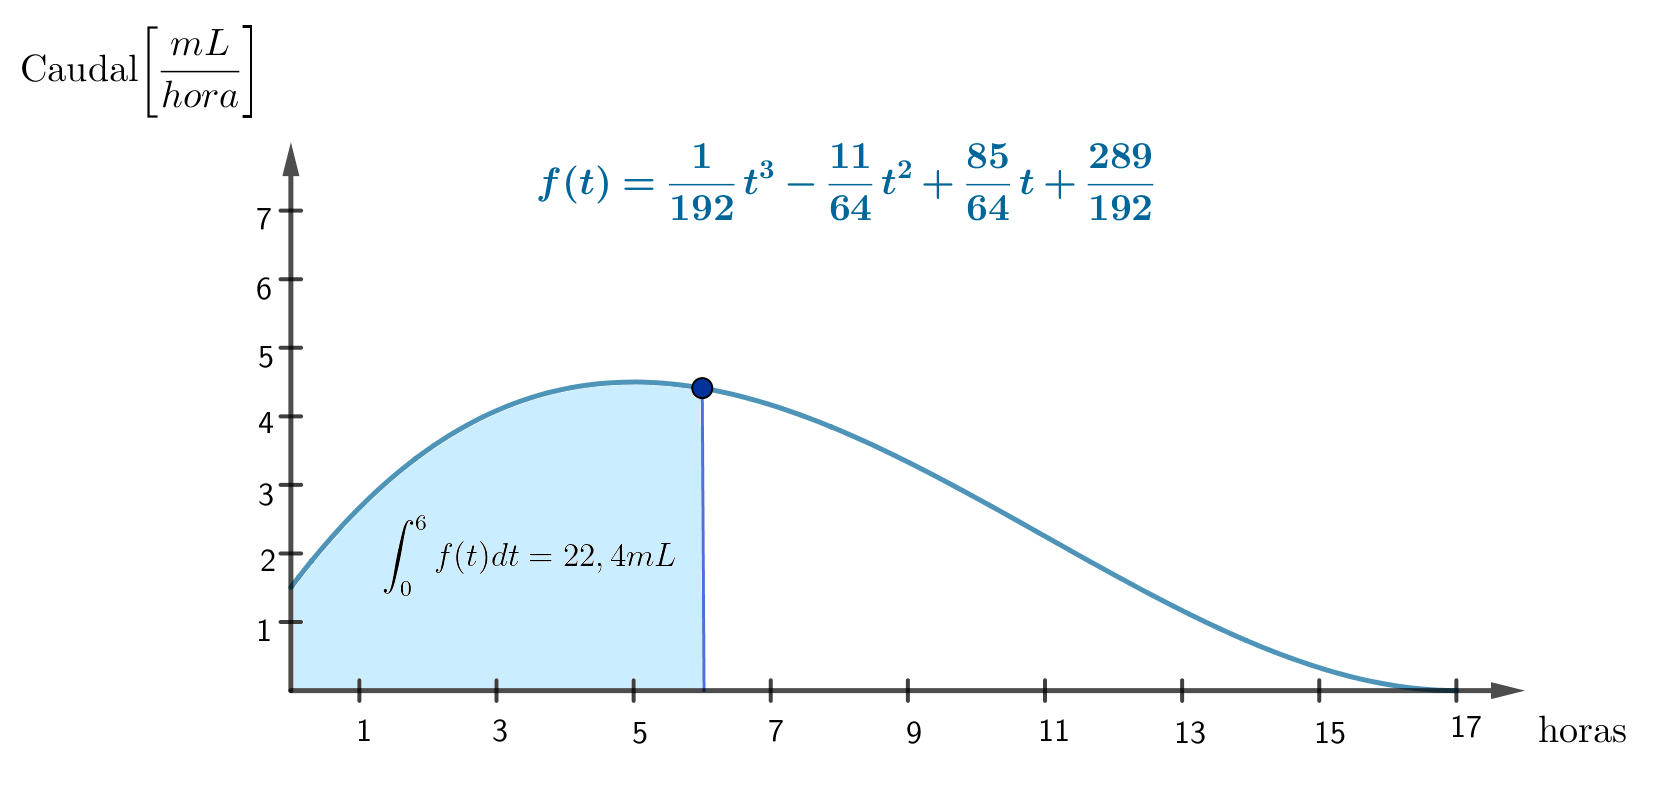 Caudal[mL/hora]
f(t) = 1/192 t³ − 11/64 t² + 85/64 t + 289/192
7
6
5
4
3
2
1
∫₀⁶ f(t)dt = 22, 4mL
1 3 5 7 9 11 13 15 17 horas